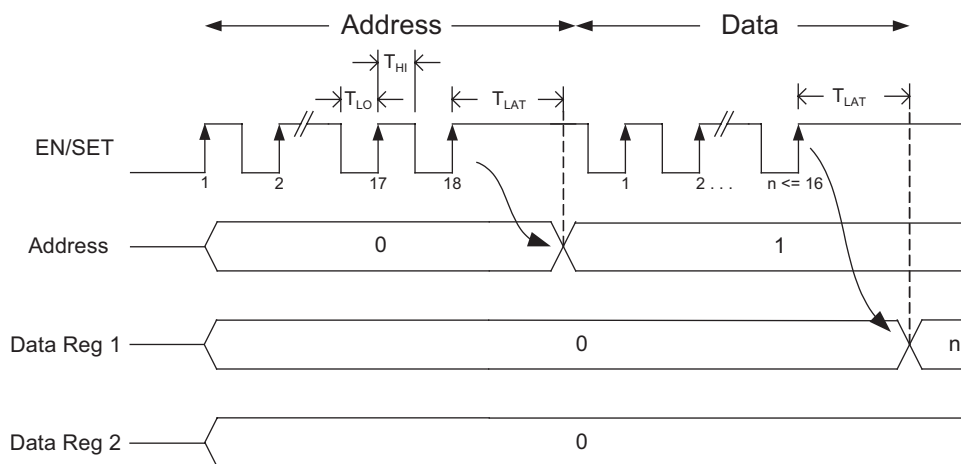 Address Data
T_HI
T_LO T_LAT T_LAT
EN/SET
1 2 17 18 1 2 . . . n <= 16
Address 0 1
Data Reg 1 0 n
Data Reg 2 0